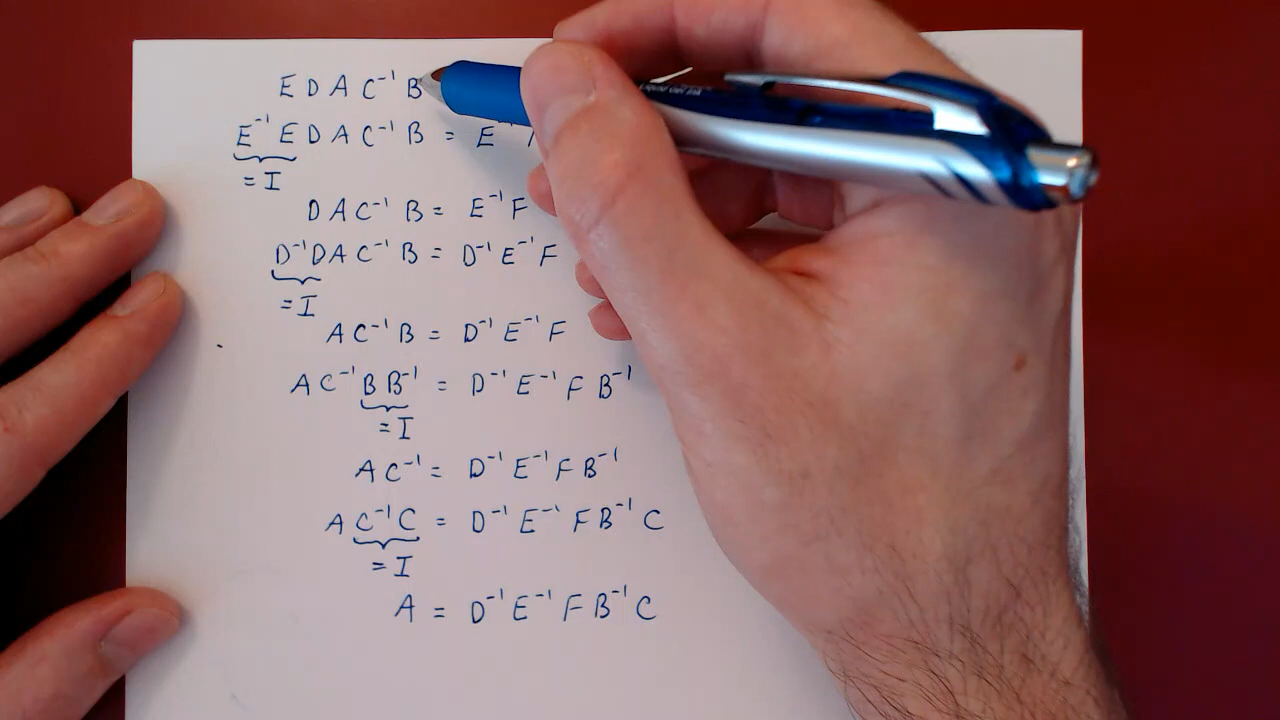 E D A C⁻¹ B
E⁻¹ E D A C⁻¹ B = E⁻¹
= I
D A C⁻¹ B = E⁻¹ F
D⁻¹ D A C⁻¹ B = D⁻¹ E⁻¹ F
= I
A C⁻¹ B = D⁻¹ E⁻¹ F
A C⁻¹ B B⁻¹ = D⁻¹ E⁻¹ F B⁻¹
= I
A C⁻¹ = D⁻¹ E⁻¹ F B⁻¹
A C⁻¹ C = D⁻¹ E⁻¹ F B⁻¹ C
= I
A = D⁻¹ E⁻¹ F B⁻¹ C